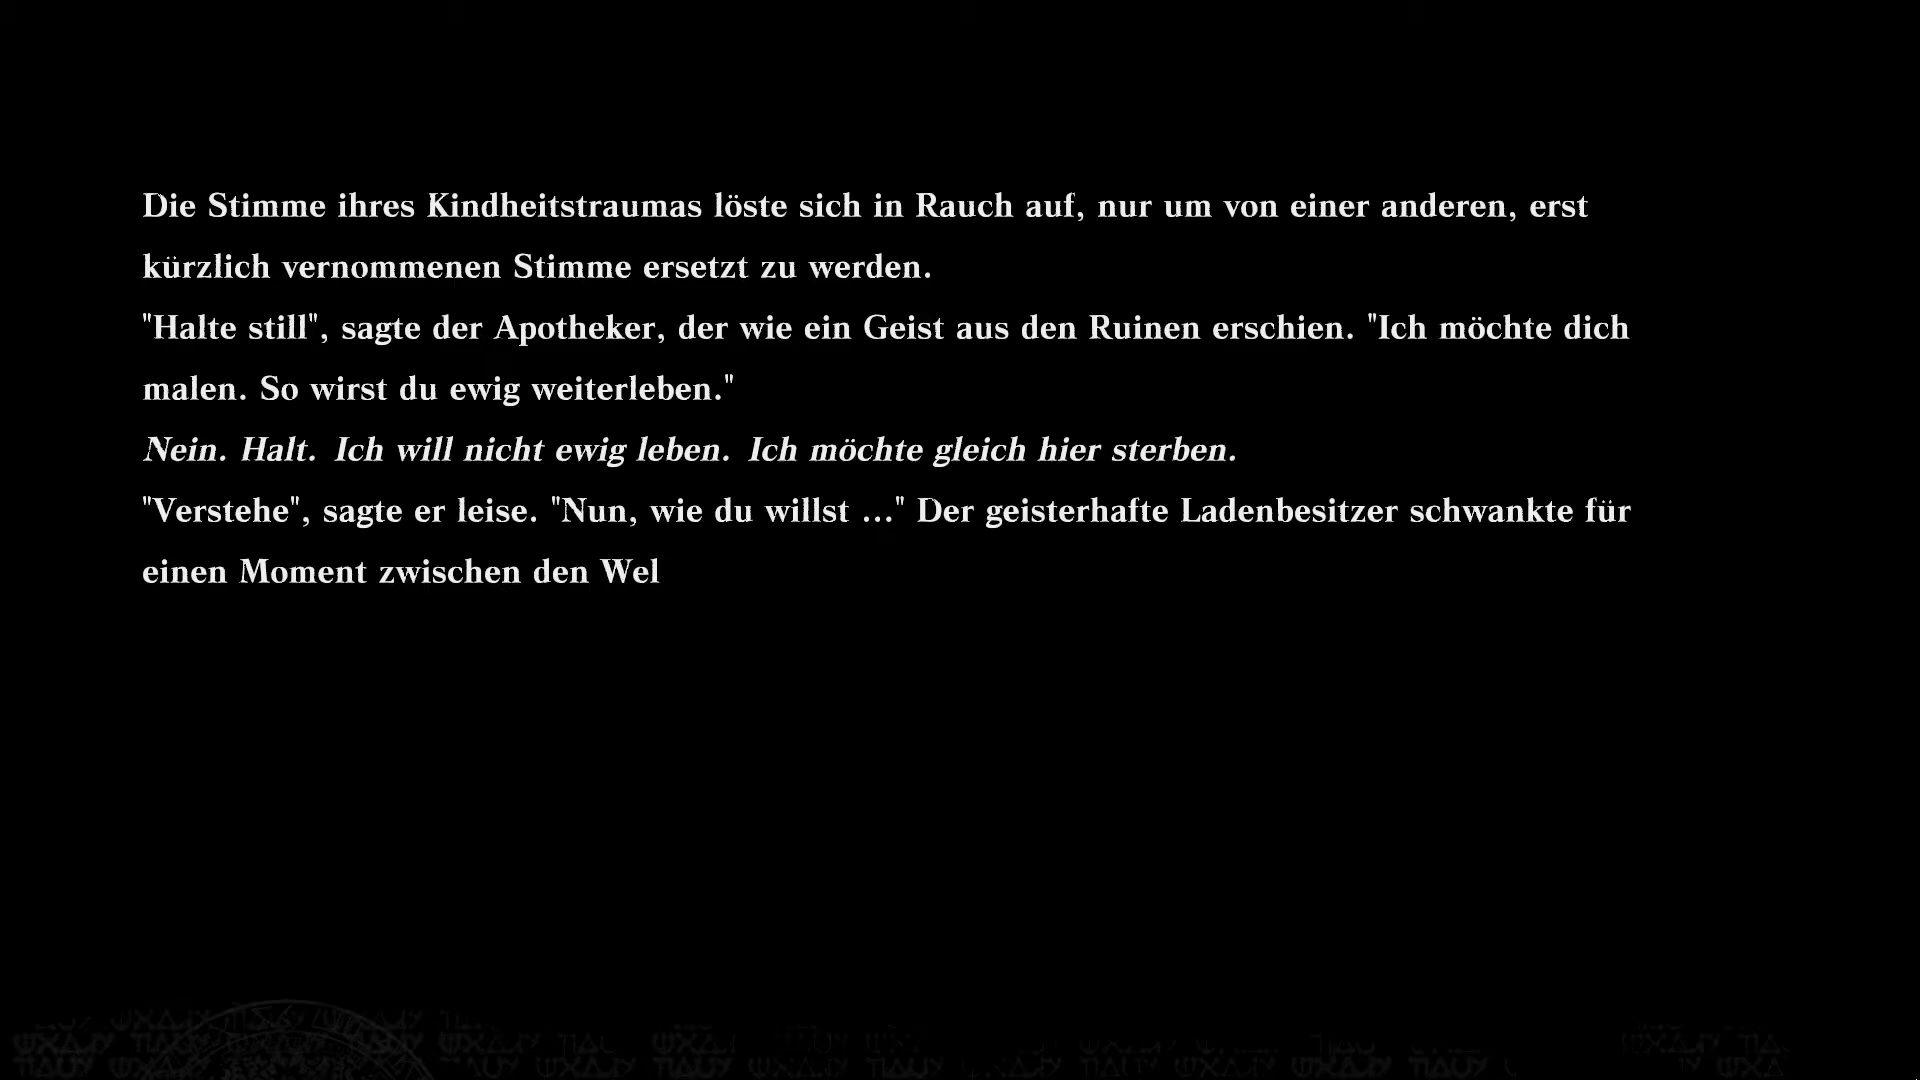 Die Stimme ihres Kindheitstraumas löste sich in Rauch auf, nur um von einer anderen, erst
kürzlich vernommenen Stimme ersetzt zu werden.
"Halte still", sagte der Apotheker, der wie ein Geist aus den Ruinen erschien. "Ich möchte dich
malen. So wirst du ewig weiterleben."
Nein. Halt. Ich will nicht ewig leben. Ich möchte gleich hier sterben.
"Verstehe", sagte er leise. "Nun, wie du willst ..." Der geisterhafte Ladenbesitzer schwankte für
einen Moment zwischen den Wel